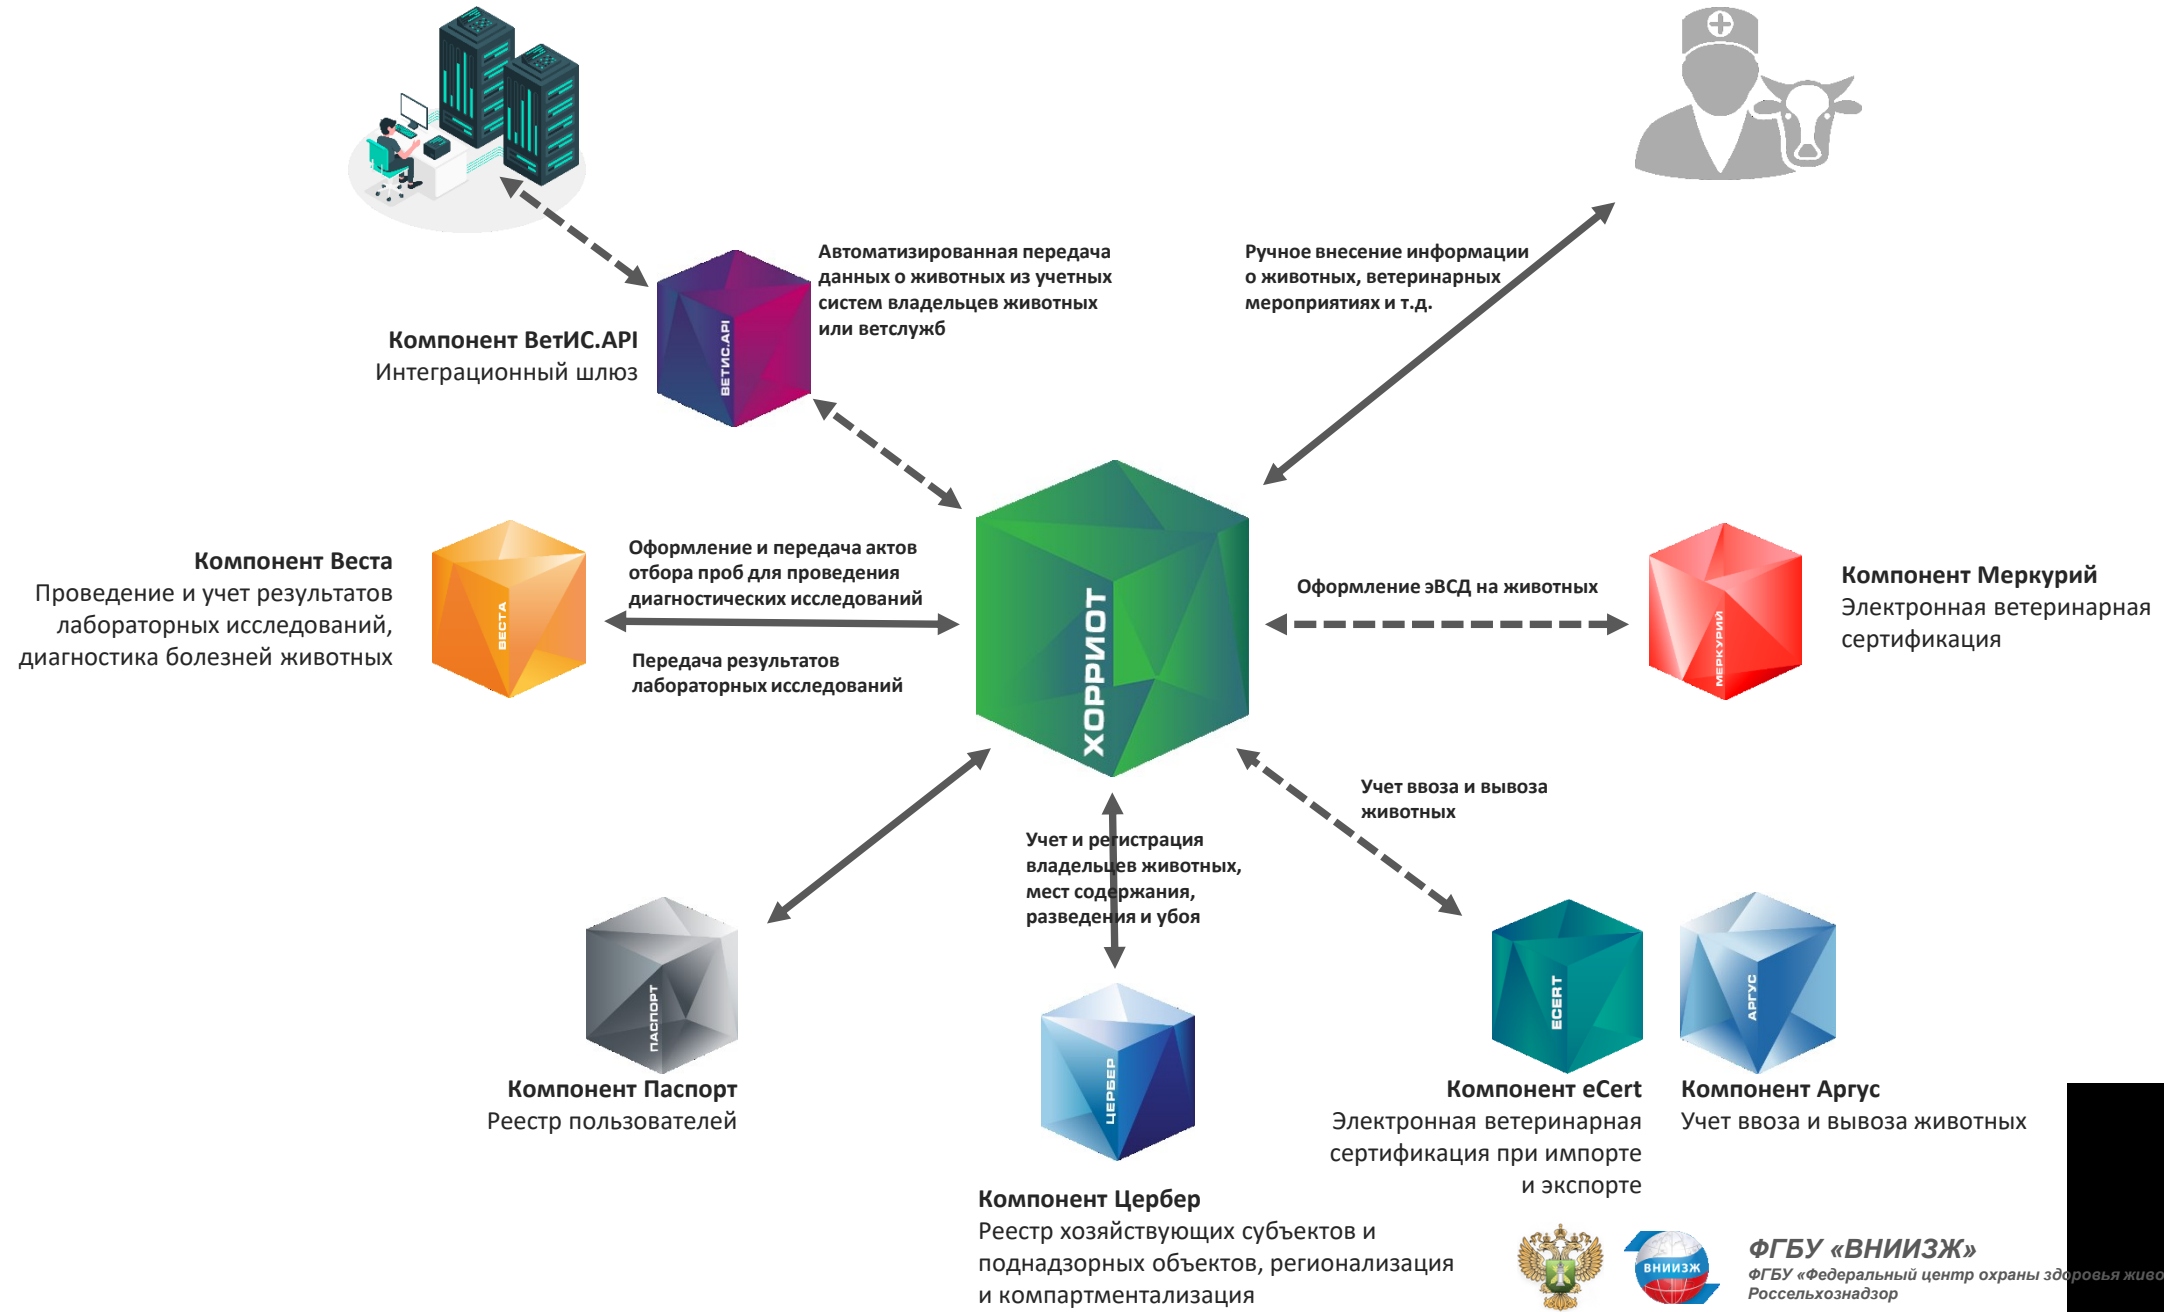 Автоматизированная передача
данных о животных из учетных
систем владельцев животных
или ветслужб
Ручное внесение информации
о животных, ветеринарных
мероприятиях и т.д.
Компонент ВетИС.API
Интеграционный шлюз
ВЕТИС.API
Компонент Веста
Проведение и учет результатов
лабораторных исследований,
диагностика болезней животных
ВЕСТА
Оформление и передача актов
отбора проб для проведения
диагностических исследований
Передача результатов
лабораторных исследований
ХОРРИОТ
Оформление эВСД на животных
МЕРКУРИЙ
Компонент Меркурий
Электронная ветеринарная
сертификация
Учет ввоза и вывоза
животных
Учет и регистрация
владельцев животных,
мест содержания,
разведения и убоя
ПАСПОРТ
Компонент Паспорт
Реестр пользователей
ЦЕРБЕР
Компонент Цербер
Реестр хозяйствующих субъектов и
поднадзорных объектов, регионализация
и компартментализация
ECERT
Компонент eCert
Электронная ветеринарная
сертификация при импорте
и экспорте
АРГУС
Компонент Аргус
Учет ввоза и вывоза животных
ВНИИЗЖ
ФГБУ «ВНИИЗЖ»
ФГБУ «Федеральный центр охраны здоровья живо
Россельхознадзор